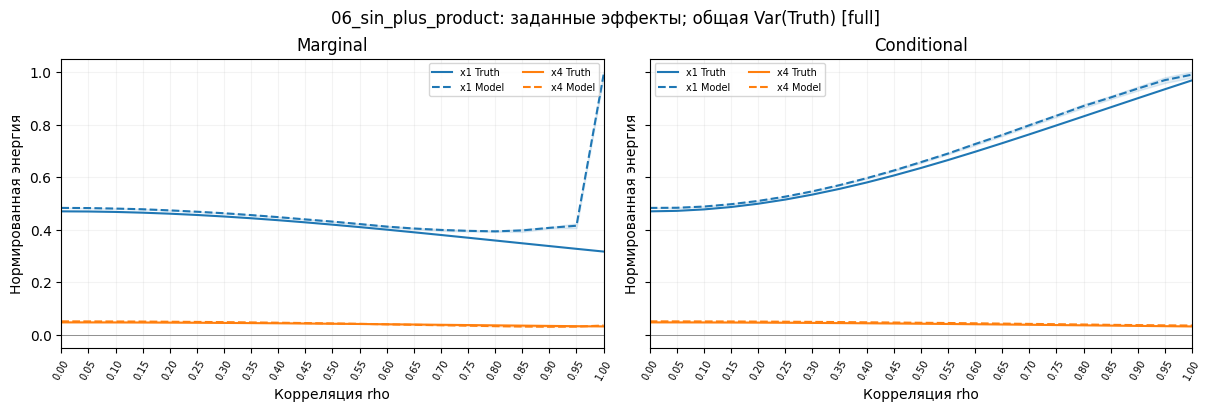 06_sin_plus_product: заданные эффекты; общая Var(Truth) [full]
Marginal
x1 Truth
x1 Model
x4 Truth
x4 Model
Нормированная энергия
1.0
0.8
0.6
0.4
0.2
0.0
0.00 0.05 0.10 0.15 0.20 0.25 0.30 0.35 0.40 0.45 0.50 0.55 0.60 0.65 0.70 0.75 0.80 0.85 0.90 0.95 1.00
Корреляция rho
Conditional
x1 Truth
x1 Model
x4 Truth
x4 Model
Нормированная энергия
0.00 0.05 0.10 0.15 0.20 0.25 0.30 0.35 0.40 0.45 0.50 0.55 0.60 0.65 0.70 0.75 0.80 0.85 0.90 0.95 1.00
Корреляция rho